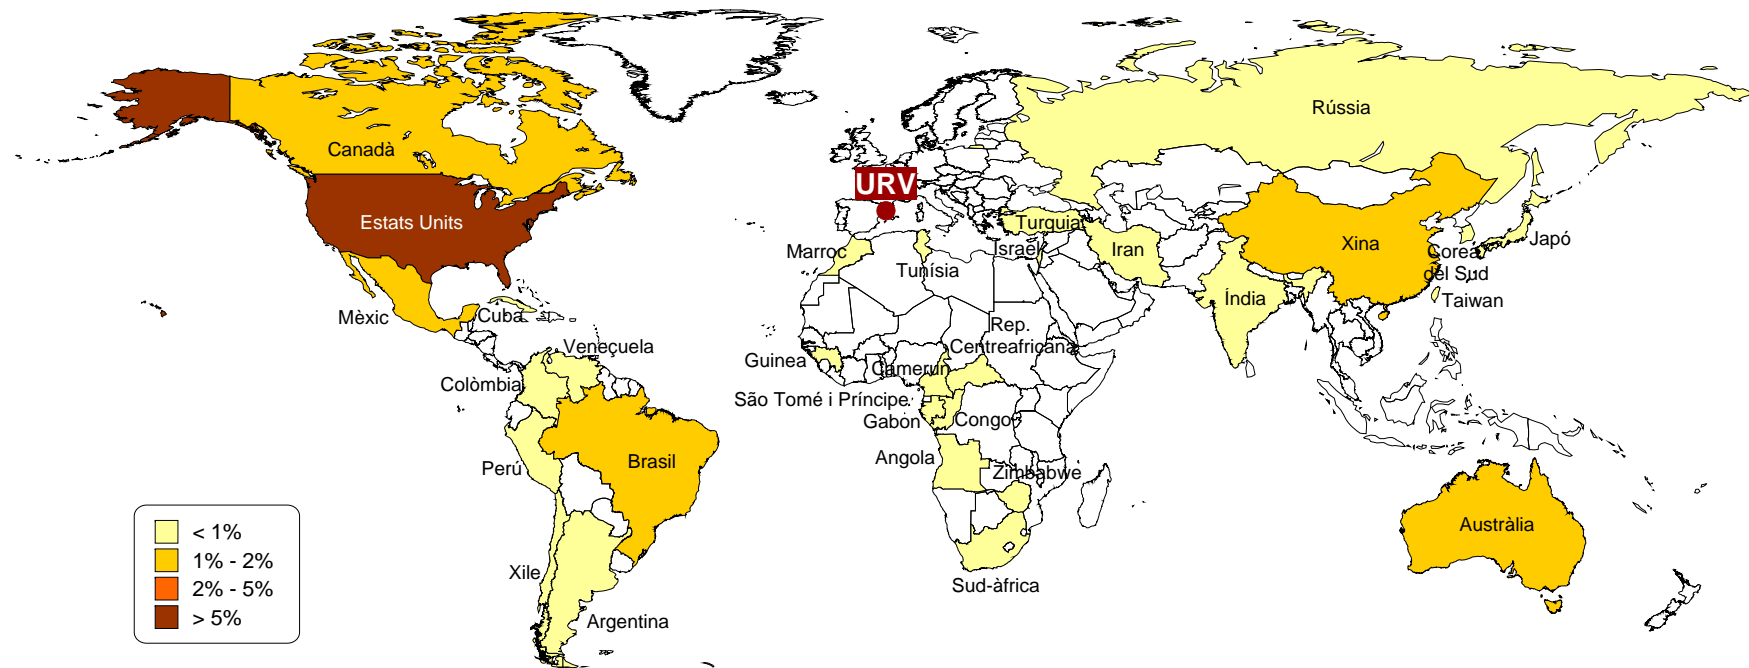 Rússia
Canadà
URV
Estats Units
Turquia
Marroc
Israel
Iran
Xina
Japó
Tunísia
Corea
del Sud
Índia
Taiwan
Mèxic
Cuba
Rep.
Centreafricana
Veneçuela
Guinea
Camerun
Colòmbia
São Tomé i Príncipe
Gabon
Congo
Angola
Zimbabwe
Perú
Brasil
Austràlia
Xile
Sud-àfrica
Argentina
< 1%
1% - 2%
2% - 5%
> 5%